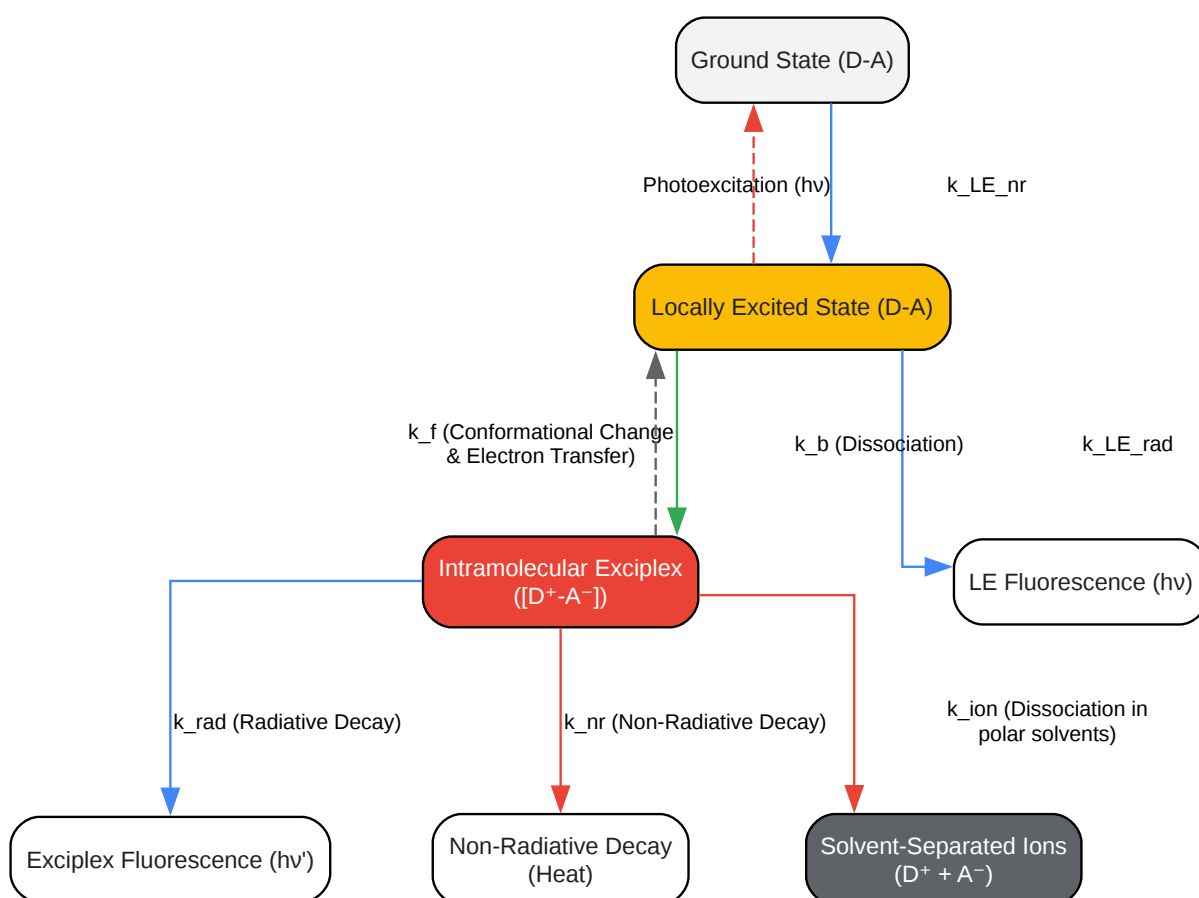 Ground State (D-A)
Photoexcitation (hν)
k_LE_nr
Locally Excited State (D-A)
k_f (Conformational Change
& Electron Transfer)
k_b (Dissociation)
k_LE_rad
Intramolecular Exciplex
([D⁺-A⁻])
LE Fluorescence (hν)
k_rad (Radiative Decay)
k_nr (Non-Radiative Decay)
k_ion (Dissociation in
polar solvents)
Exciplex Fluorescence (hν')
Non-Radiative Decay
(Heat)
Solvent-Separated Ions
(D⁺ + A⁻)